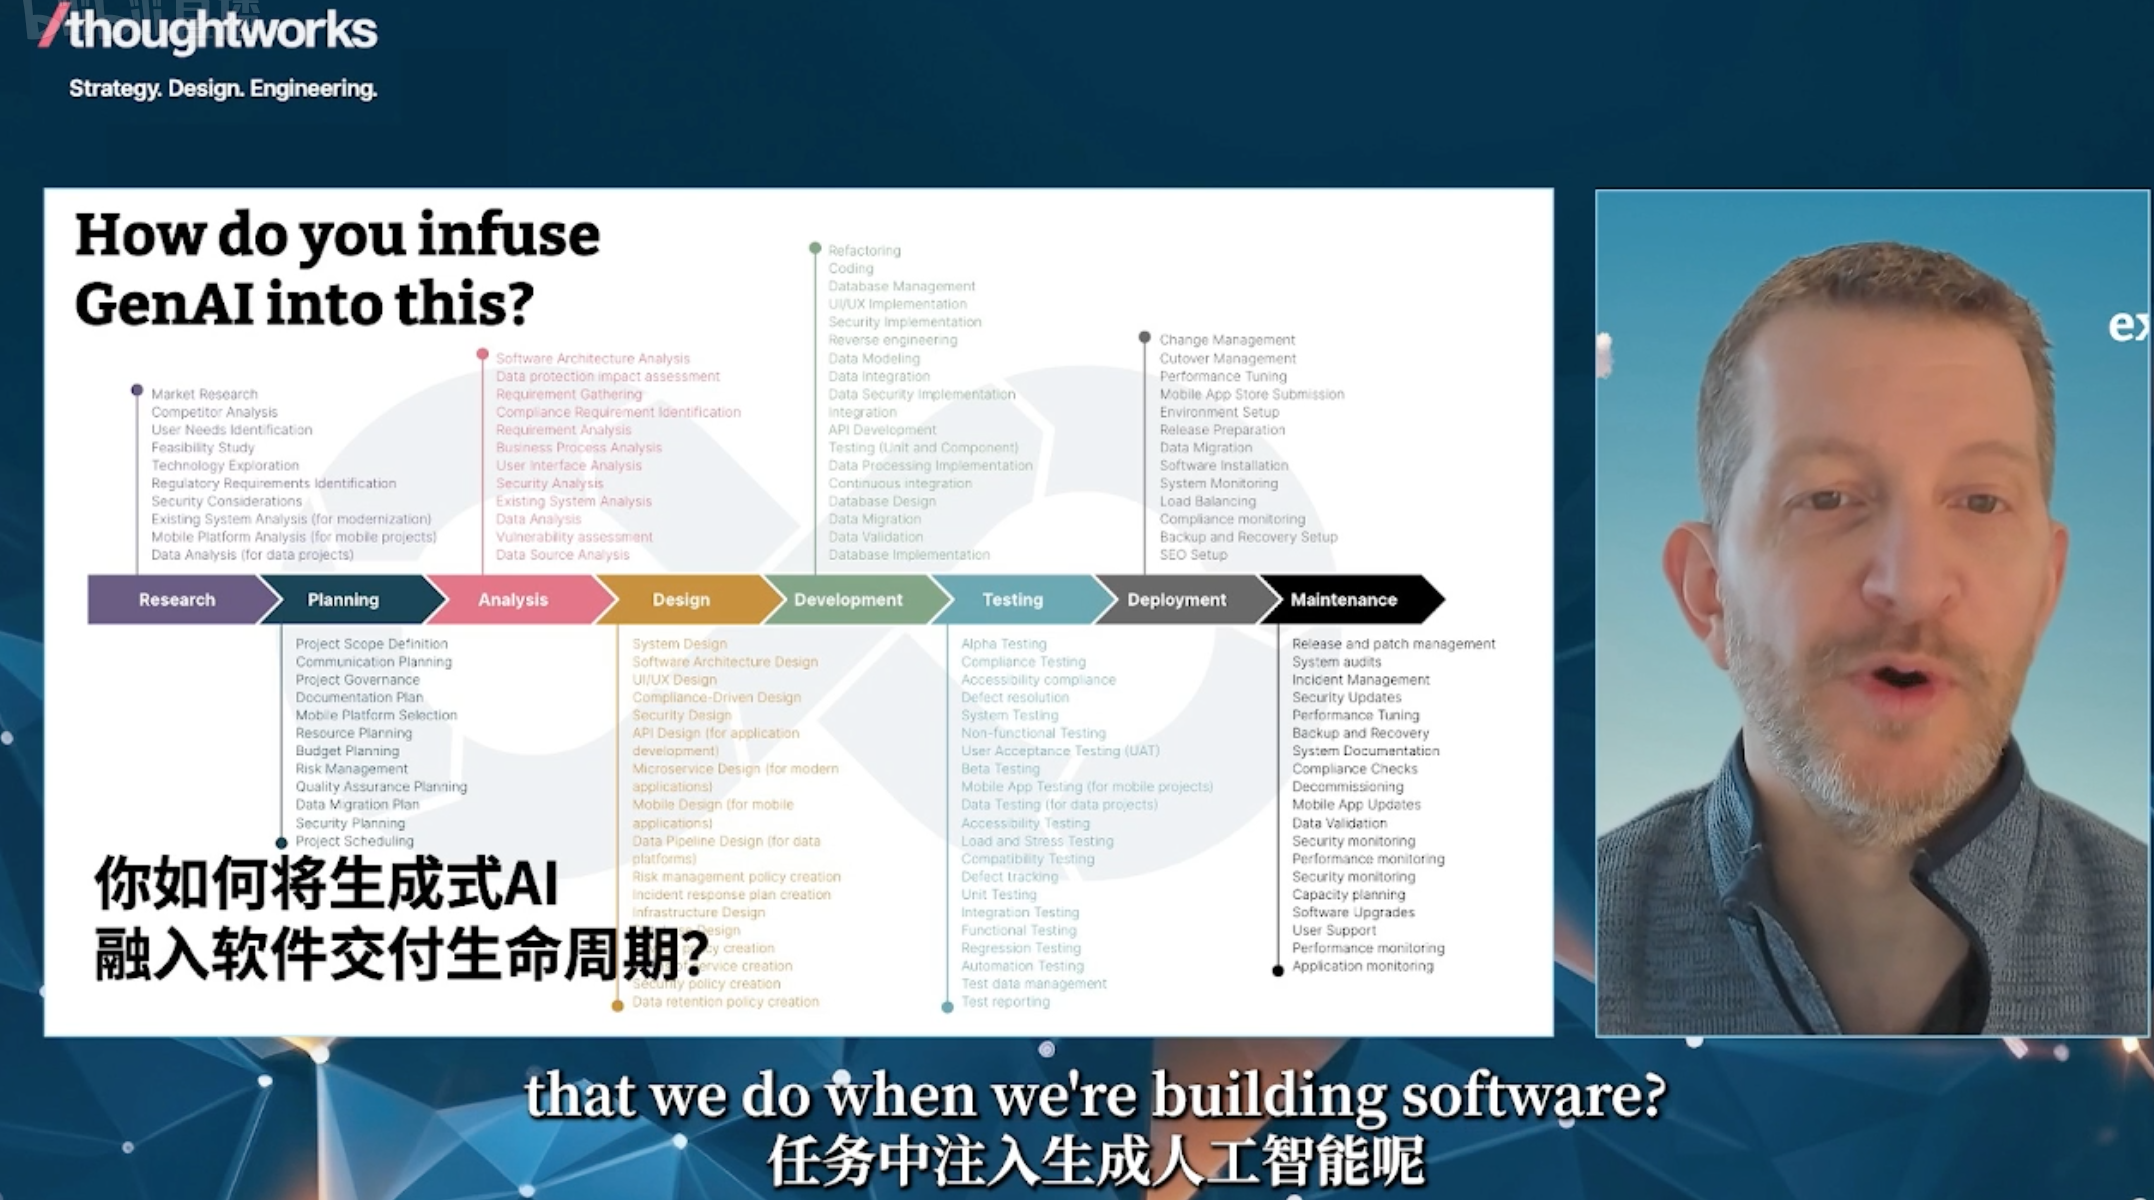 thoughtworks
Strategy. Design. Engineering.
How do you infuse
GenAI into this?
Market Research
Competitor Analysis
User Needs Identification
Feasibility Study
Technology Exploration
Regulatory Requirements Identification
Security Considerations
Existing System Analysis (for modernization)
Mobile Platform Analysis (for mobile projects)
Data Analysis (for data projects)
Software Architecture Analysis
Data protection impact assessment
Requirement Gathering
Compliance Requirement Identification
Requirement Analysis
Business Process Analysis
User Interface Analysis
Security Analysis
Existing System Analysis
Data Analysis
Vulnerability assessment
Data Source Analysis
Refactoring
Coding
Database Management
UI/UX Implementation
Security Implementation
Reverse engineering
Data Modeling
Data Integration
Data Security Implementation
Integration
API Development
Testing (Unit and Component)
Data Processing Implementation
Continuous integration
Database Design
Data Migration
Data Validation
Database Implementation
Change Management
Cutover Management
Performance Tuning
Mobile App Store Submission
Environment Setup
Release Preparation
Data Migration
Software Installation
System Monitoring
Load Balancing
Compliance monitoring
Backup and Recovery Setup
SEO Setup
Research
Planning
Analysis
Design
Development
Testing
Deployment
Maintenance
Project Scope Definition
Communication Planning
Project Governance
Documentation Plan
Mobile Platform Selection
Resource Planning
Budget Planning
Risk Management
Quality Assurance Planning
Data Migration Plan
Security Planning
Project Scheduling
System Design
Software Architecture Design
UI/UX Design
Compliance-Driven Design
Security Design
API Design (for application
development)
Microservice Design (for modern
applications)
Mobile Design (for mobile
applications)
Data Pipeline Design (for data
platforms)
Risk management policy creation
Incident response plan creation
Infrastructure Design
Design
creation
service creation
Security policy creation
Data retention policy creation
Alpha Testing
Compliance Testing
Accessibility compliance
Defect resolution
System Testing
Non-functional Testing
User Acceptance Testing (UAT)
Beta Testing
Mobile App Testing (for mobile projects)
Data Testing (for data projects)
Accessibility Testing
Load and Stress Testing
Compatibility Testing
Defect tracking
Unit Testing
Integration Testing
Functional Testing
Regression Testing
Automation Testing
Test data management
Test reporting
Release and patch management
System audits
Incident Management
Security Updates
Performance Tuning
Backup and Recovery
System Documentation
Compliance Checks
Decommissioning
Mobile App Updates
Data Validation
Security monitoring
Performance monitoring
Security monitoring
Capacity planning
Software Upgrades
User Support
Performance monitoring
Application monitoring
你如何将生成式AI
融入软件交付生命周期?
ex
that we do when we're building software?
任务中注入生成人工智能呢